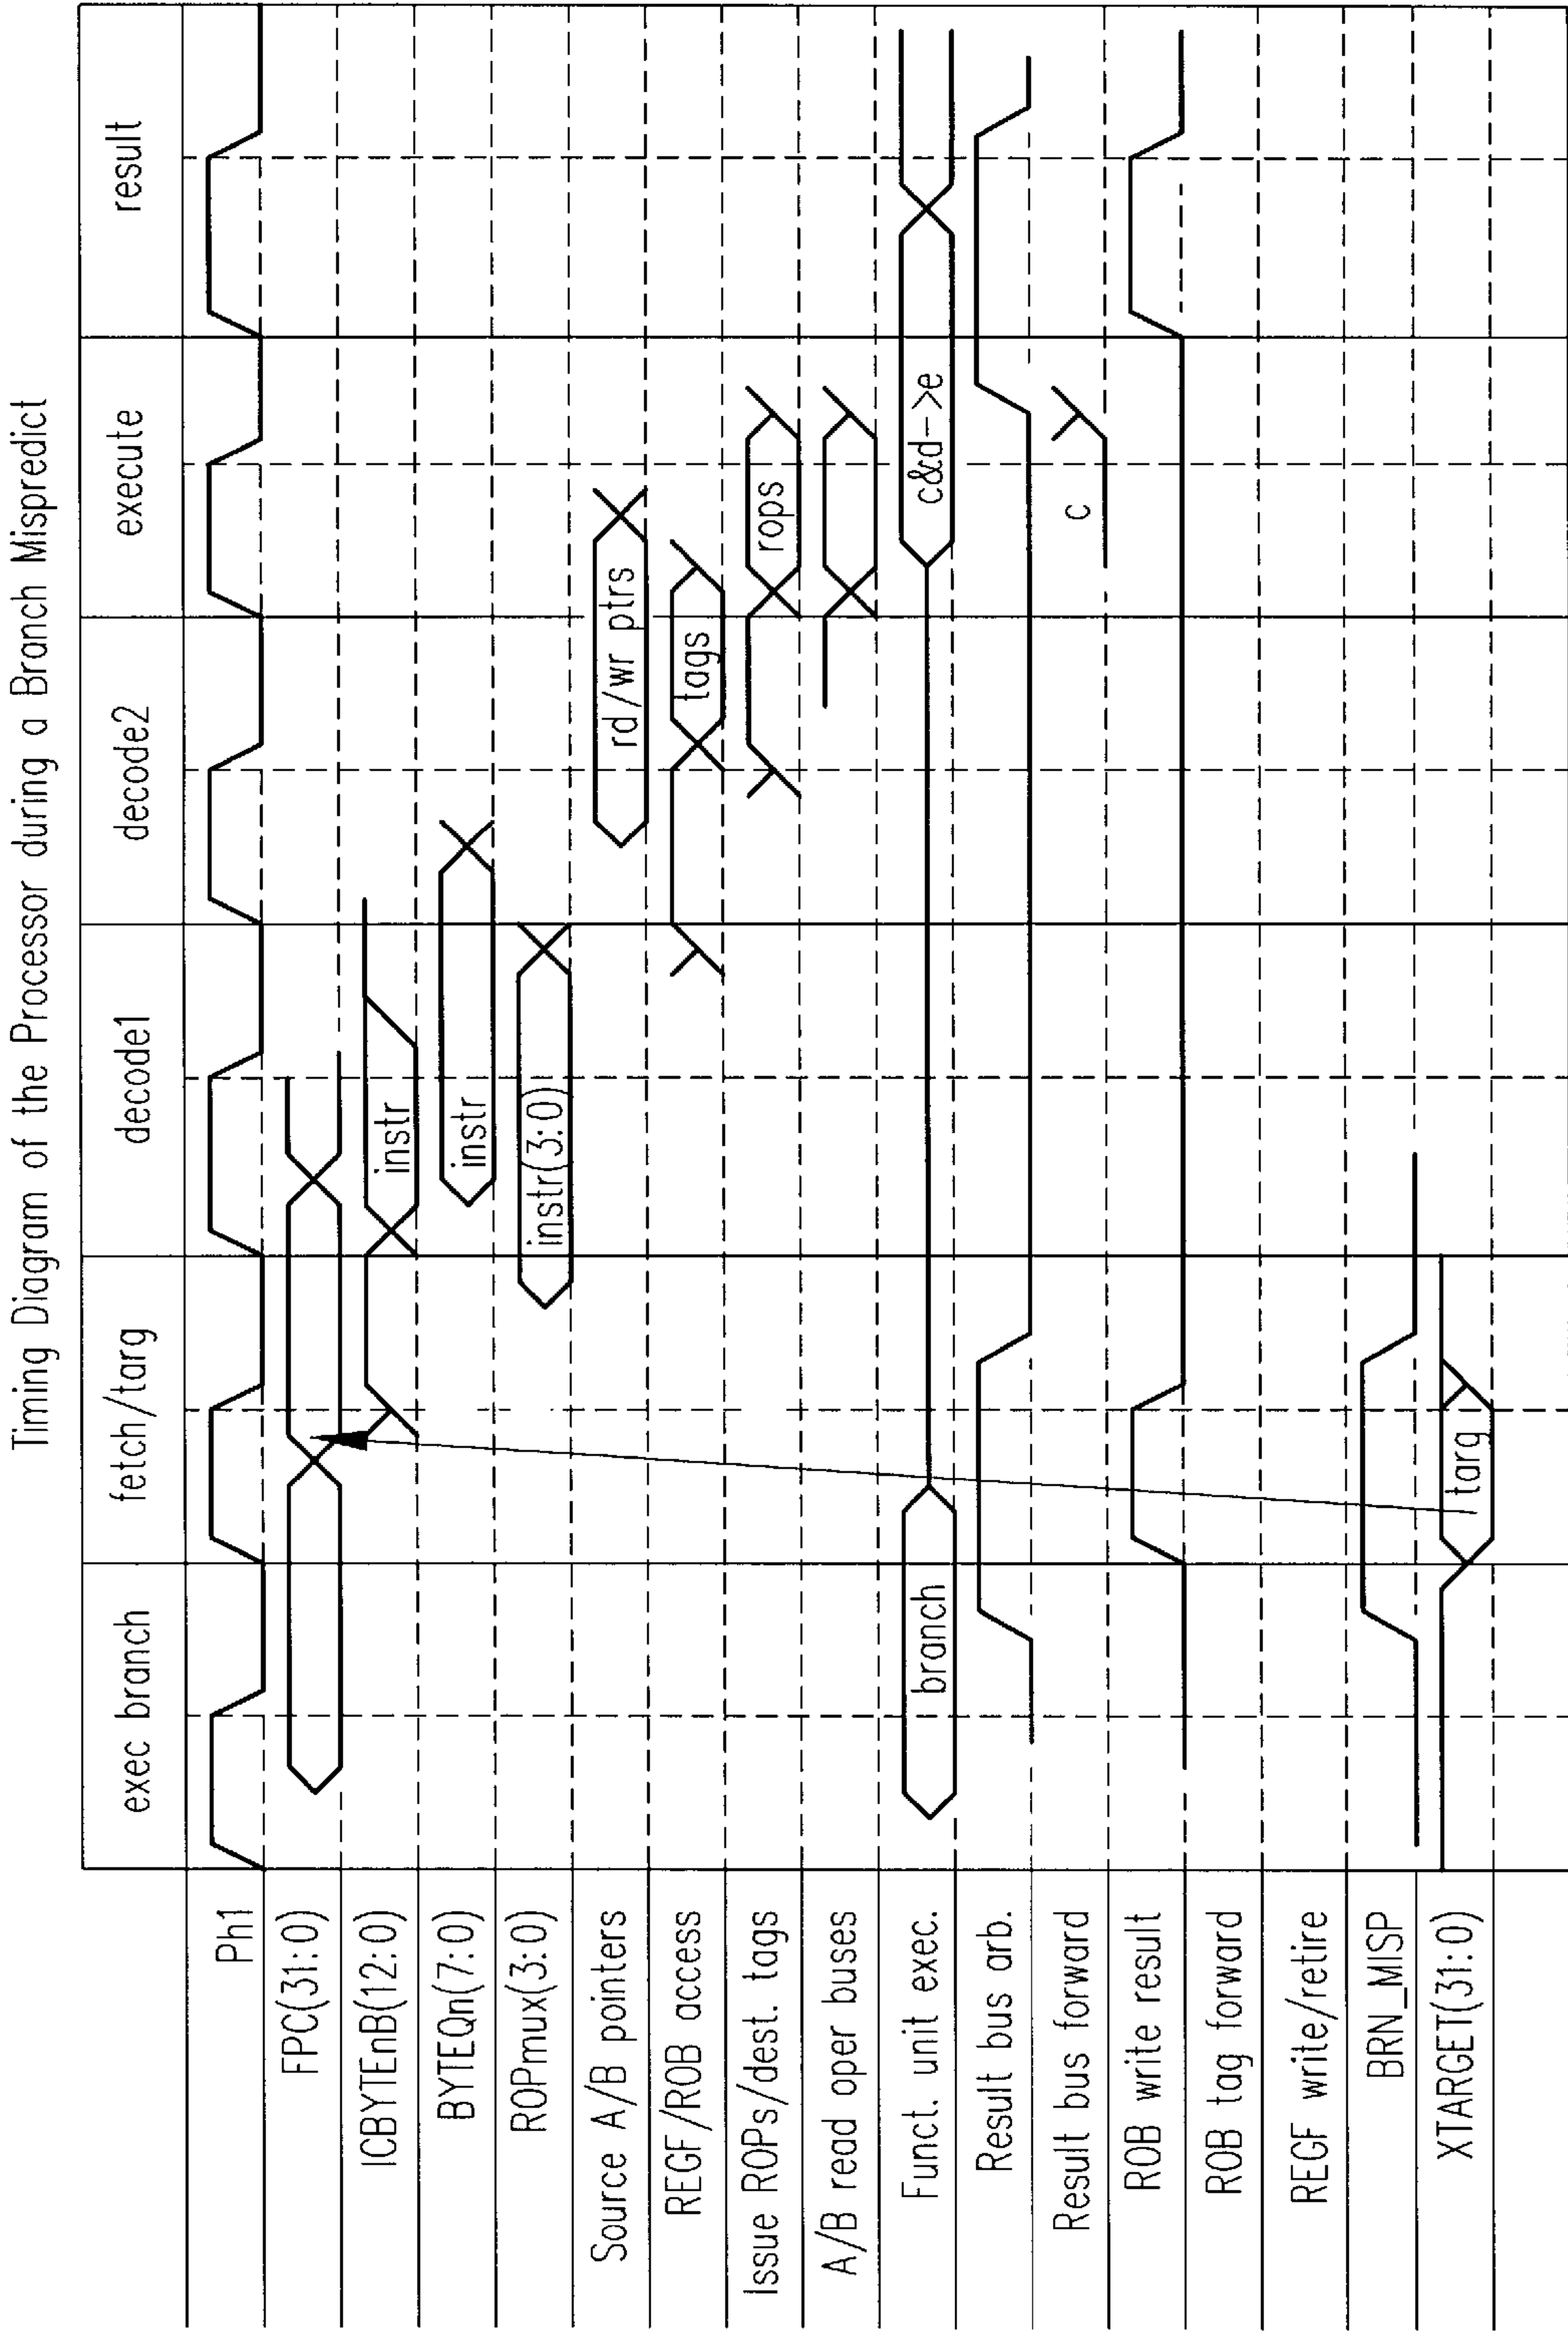 Timing Diagram of the Processor during a Branch Mispredict
exec branch fetch/targ decode1 decode2 execute result
Ph1
FPC(31:0)
ICBYTEnB(12:0) instr
BYTEQn(7:0) instr
ROPmux(3:0) instr(3:0)
Source A/B pointers rd/wr ptrs
REGF/ROB access tags
Issue ROPs/dest. tags rops
A/B read oper buses
Funct. unit exec. branch c&d->e
Result bus arb.
Result bus forward c
ROB write result
ROB tag forward
REGF write/retire
BRN_MISP
XTARGET(31:0) targ